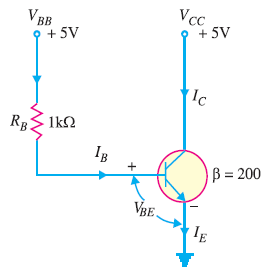 V_BB V_CC
+ 5V + 5V
I_C
R_B 1kΩ
I_B
+ β = 200
V_BE –
I_E